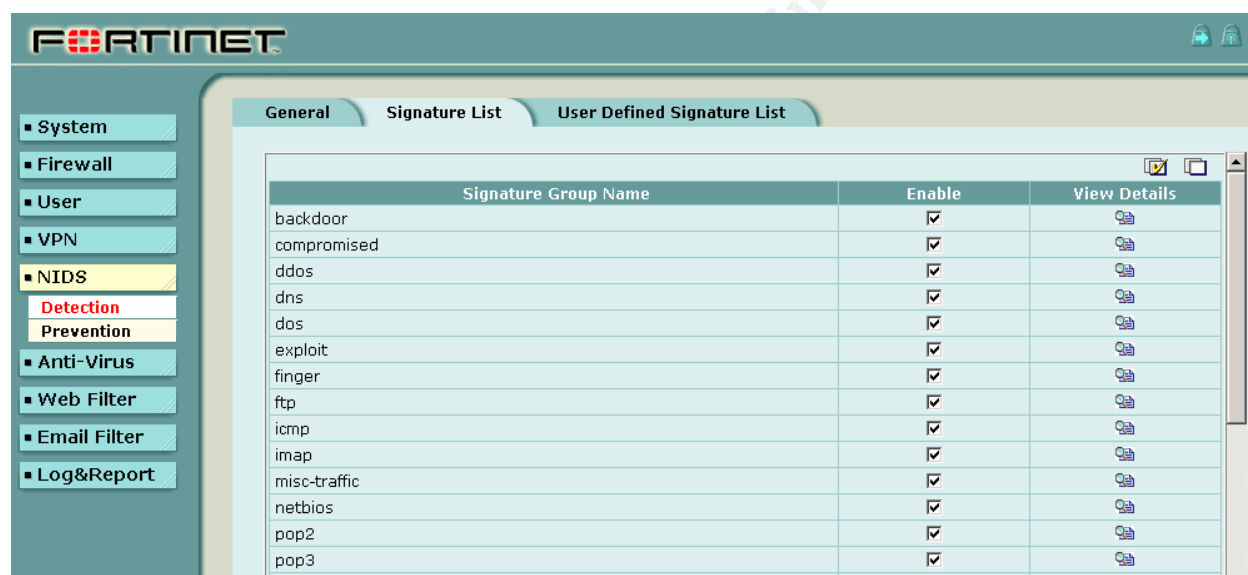 FORTINET
General Signature List User Defined Signature List
System
Firewall
User
VPN
NIDS
Detection
Prevention
Anti-Virus
Web Filter
Email Filter
Log&Report
Signature Group Name Enable View Details
backdoor
compromised
ddos
dns
dos
exploit
finger
ftp
icmp
imap
misc-traffic
netbios
pop2
pop3